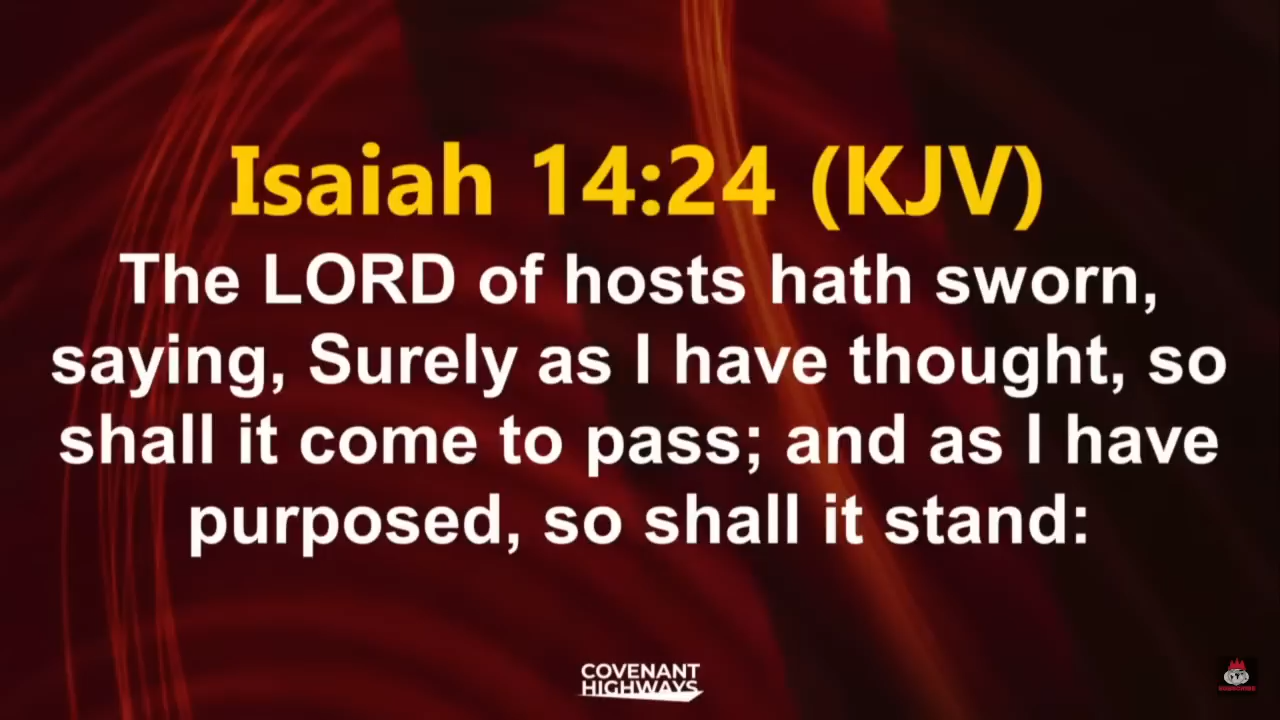 Isaiah 14:24 (KJV)
The LORD of hosts hath sworn,
saying, Surely as I have thought, so
shall it come to pass; and as I have
purposed, so shall it stand:
COVENANT
HIGHWAYS